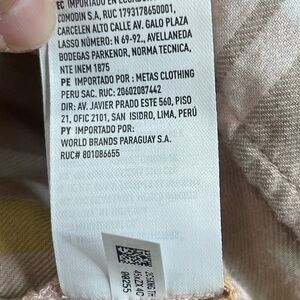 EC IMPORTADO EN ECUADOR
COMODIN S.A, RUC 1793178650001,
CARCELEN ALTO CALLE AV. GALO PLAZA
LASSO NÚMERO: N 69-92., AVELLANEDA
BODEGAS PARKENOR, NORMA TECNICA,
NTE INEM 1875
PE IMPORTADO POR: METAS CLOTHING
PERU SAC. RUC: 20602087442
DIR: AV. JAVIER PRADO ESTE 560, PISO
21, OFIC 2101, SAN ISIDRO, LIMA, PERÚ
PY IMPORTADO POR:
WORLD BRANDS PARAGUAY S.A.
RUC# 801086655